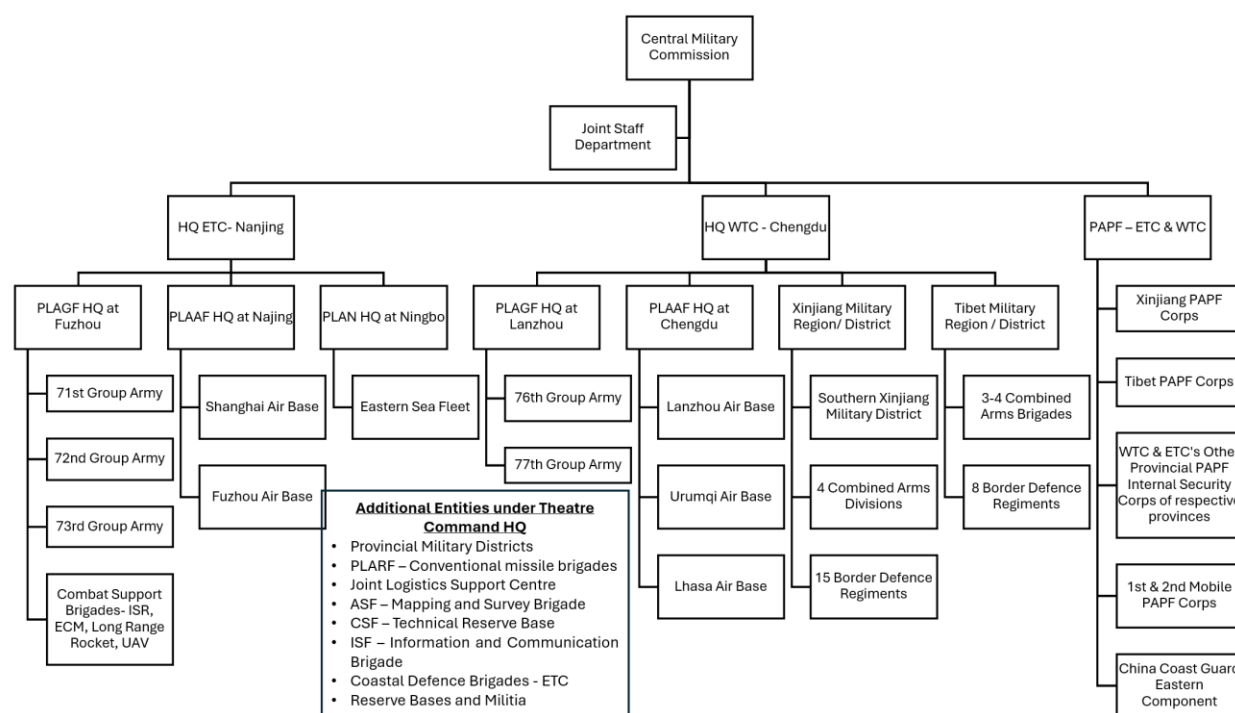 Central Military
Commission
Joint Staff
Department
HQ ETC- Nanjing
HQ WTC - Chengdu
PAPF – ETC & WTC
PLAGF HQ at
Fuzhou
PLAAF HQ at Najing
PLAN HQ at Ningbo
PLAGF HQ at
Lanzhou
PLAAF HQ at
Chengdu
Xinjiang Military
Region/ District
Tibet Military
Region / District
71st Group Army
72nd Group Army
73rd Group Army
Combat Support
Brigades- ISR,
ECM, Long Range
Rocket, UAV
Shanghai Air Base
Fuzhou Air Base
Eastern Sea Fleet
76th Group Army
77th Group Army
Lanzhou Air Base
Urumqi Air Base
Lhasa Air Base
Southern Xinjiang
Military District
4 Combined Arms
Divisions
15 Border Defence
Regiments
3-4 Combined
Arms Brigades
8 Border Defence
Regiments
Xinjiang PAPF
Corps
Tibet PAPF Corps
WTC & ETC's Other
Provincial PAPF
Internal Security
Corps of respective
provinces
1st & 2nd Mobile
PAPF Corps
China Coast Guard
Eastern
Component
Additional Entities under Theatre
Command HQ
• Provincial Military Districts
• PLARF – Conventional missile brigades
• Joint Logistics Support Centre
• ASF – Mapping and Survey Brigade
• CSF – Technical Reserve Base
• ISF – Information and Communication
Brigade
• Coastal Defence Brigades - ETC
• Reserve Bases and Militia